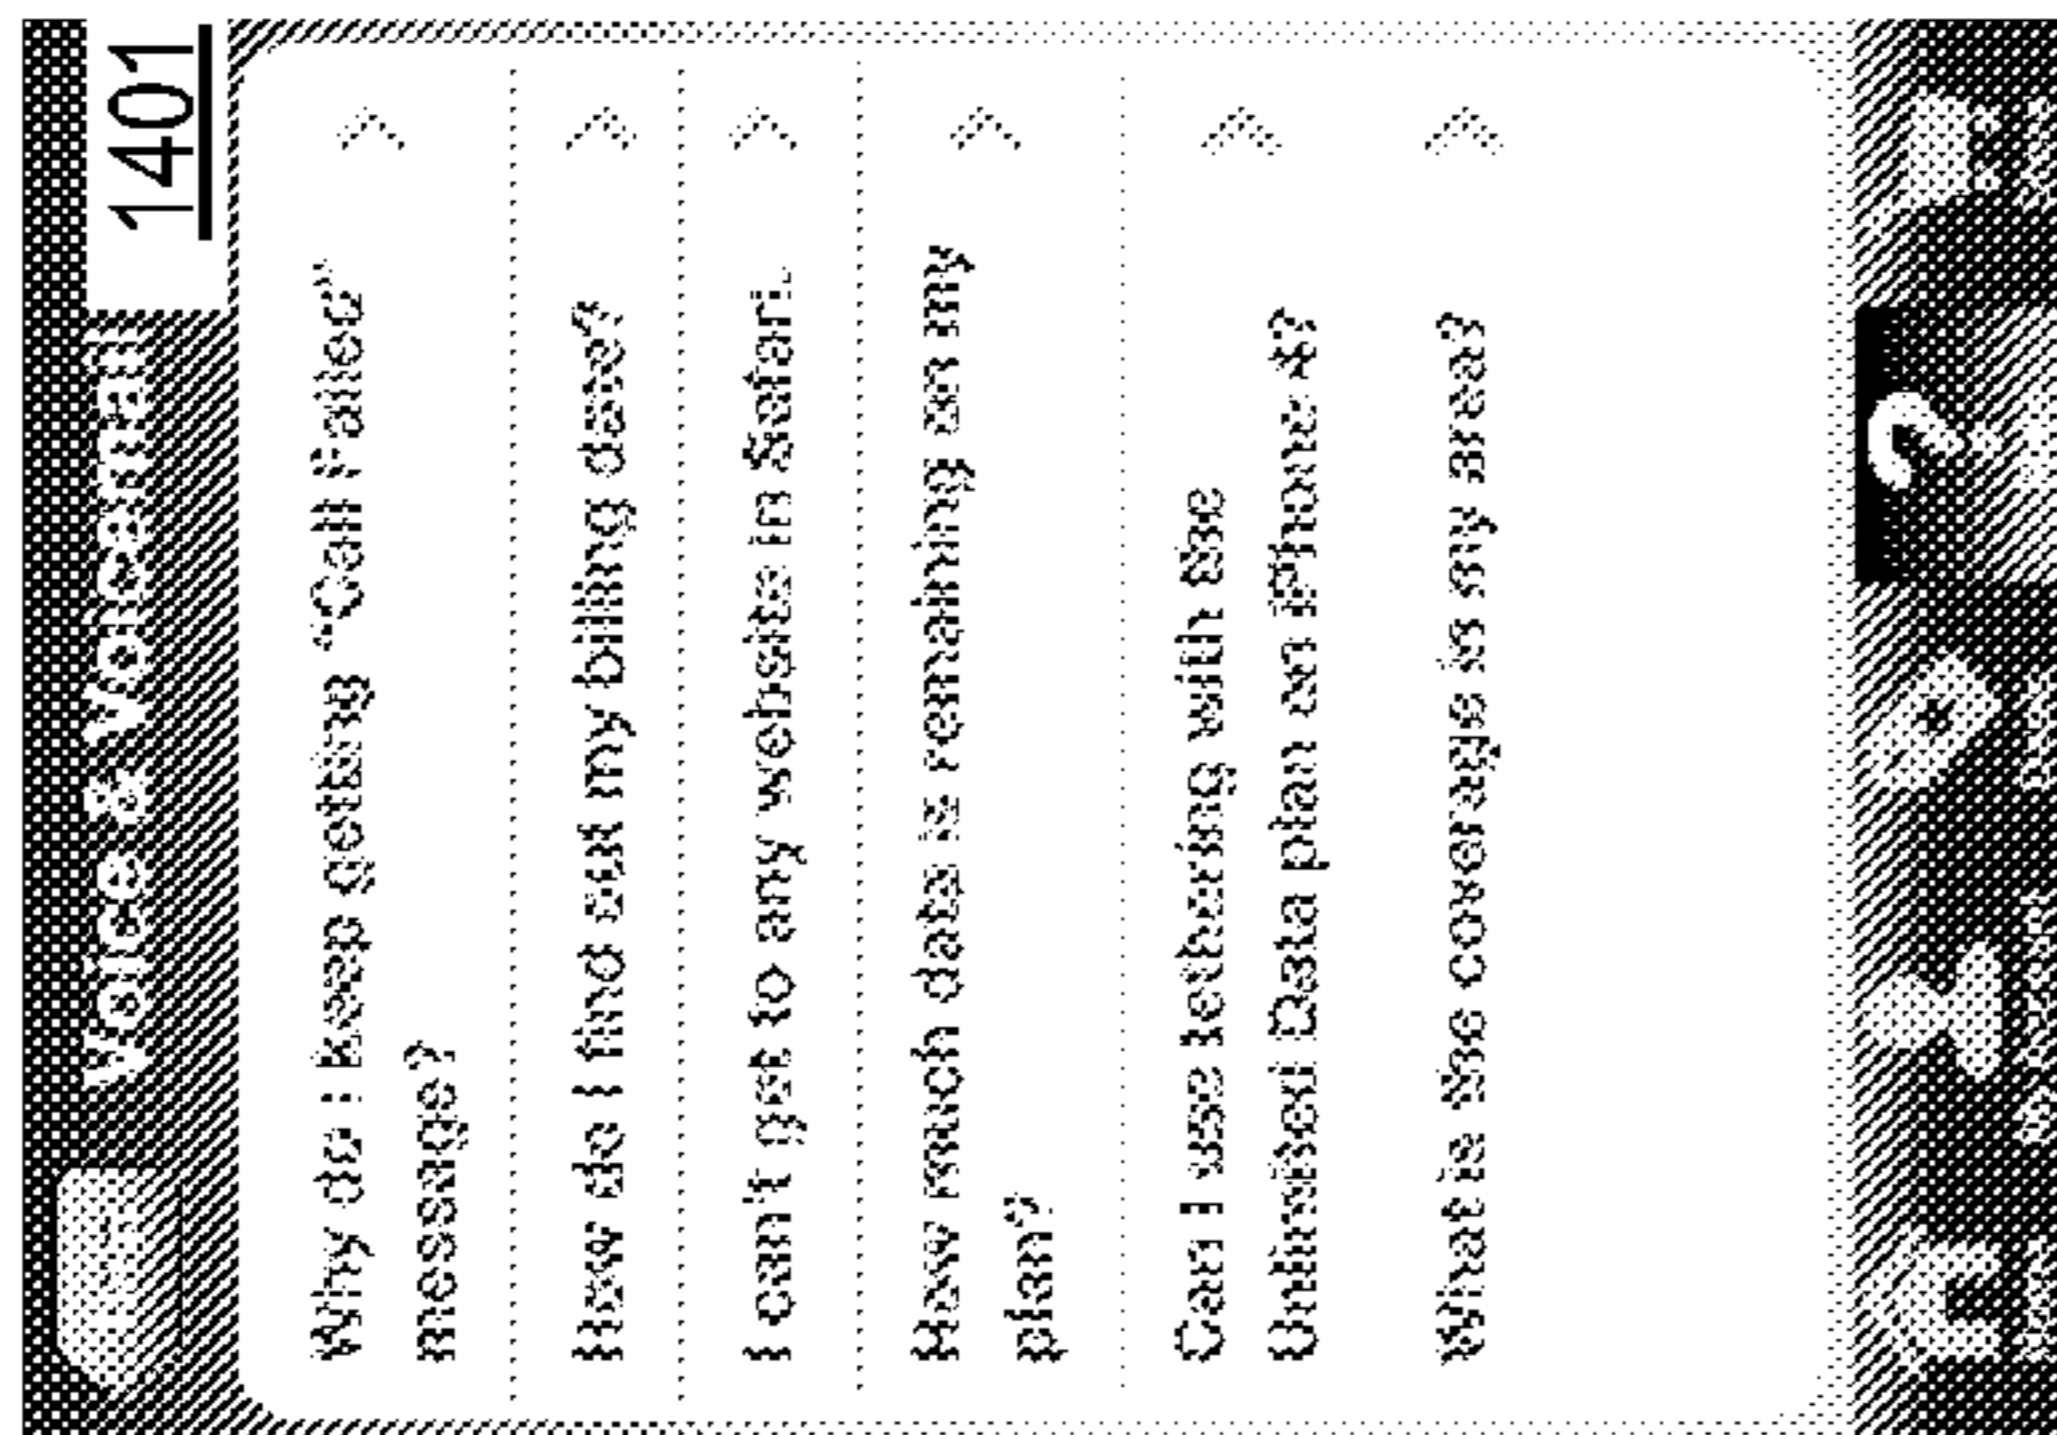 Voice & Voicemail
1401
Why do I keep getting "Call Failed"
message?
How do I find out my billing date?
I can't get to any website in Safari.
How much data is remaining on my
plan?
Can I use tethering with the
Unlimited Data plan on iPhone 4?
What is the coverage in my area?